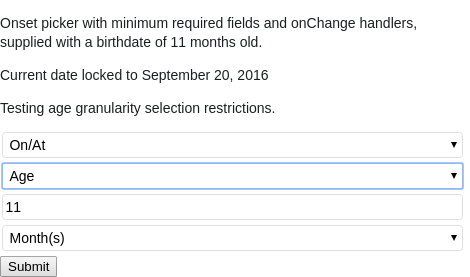 Onset picker with minimum required fields and onChange handlers,
supplied with a birthdate of 11 months old.
Current date locked to September 20, 2016
Testing age granularity selection restrictions.
On/At
Age
11
Month(s)
Submit